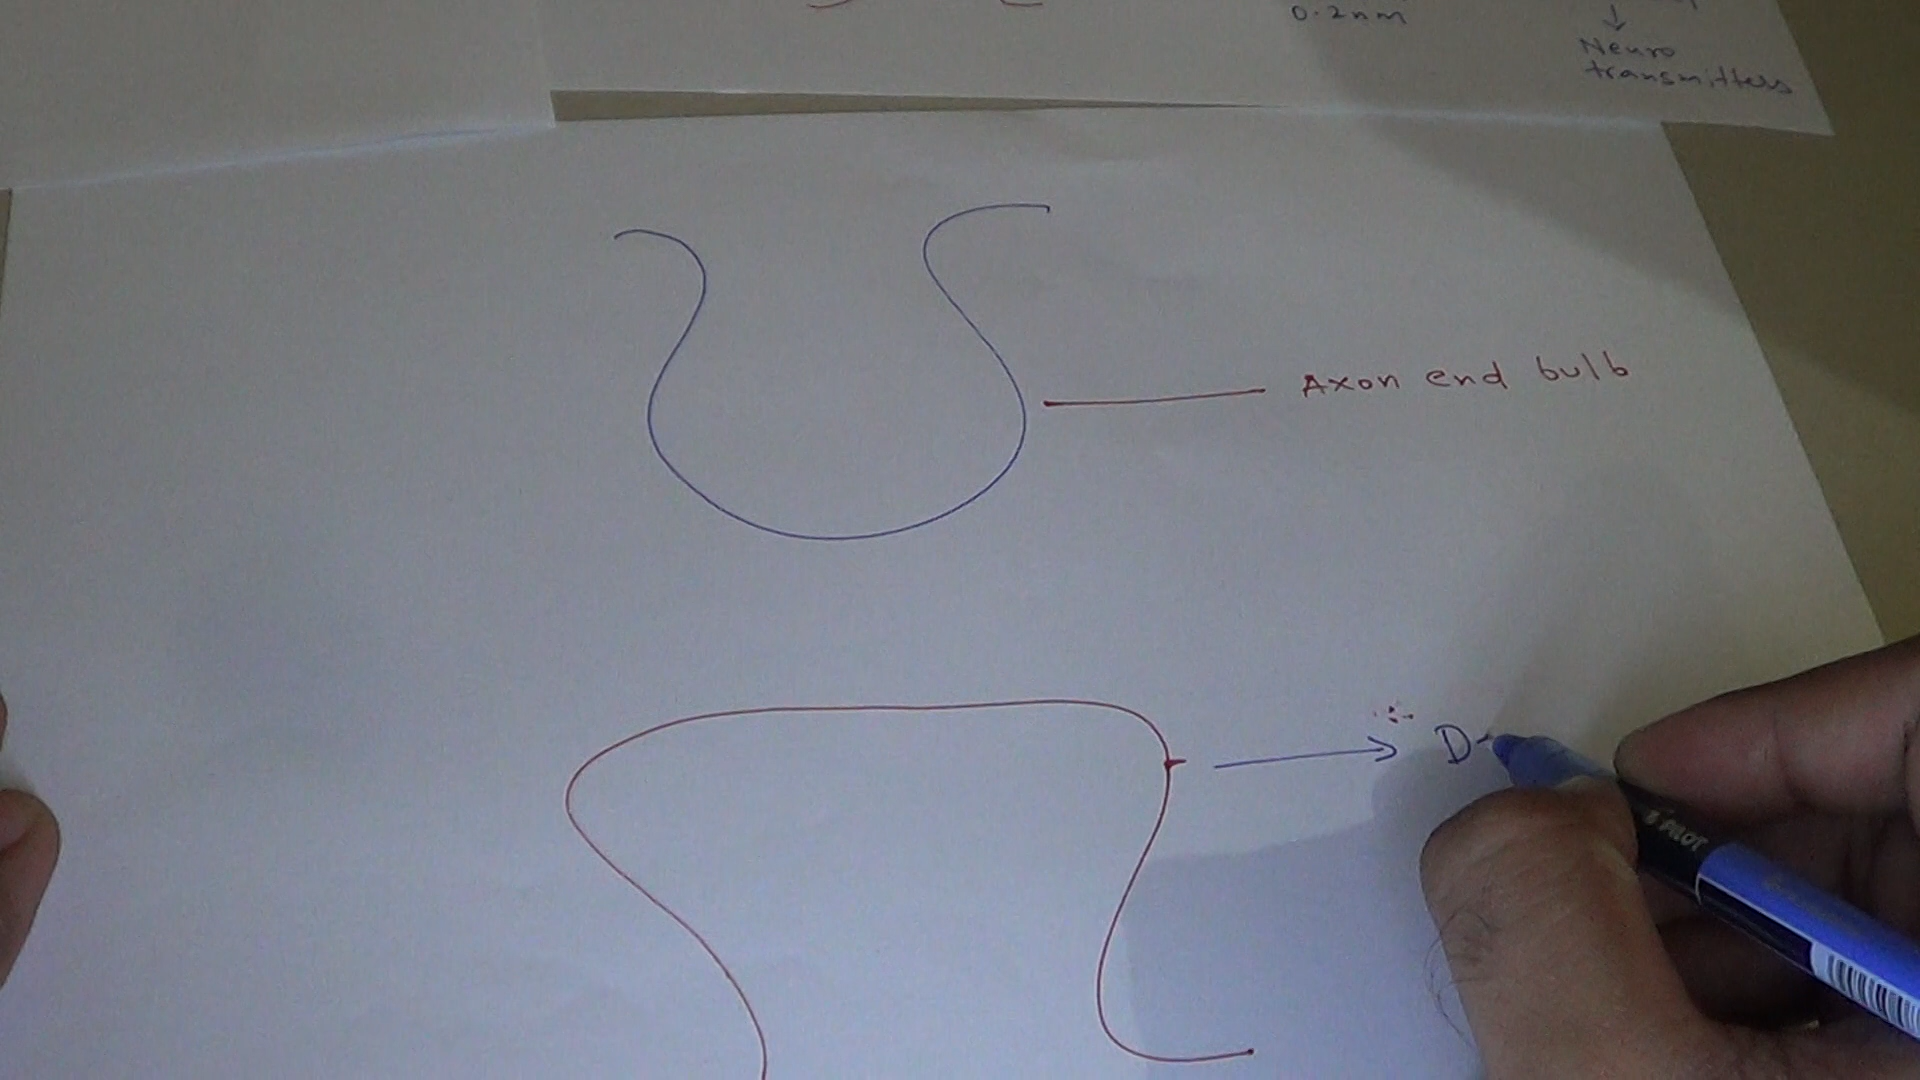 0.2nm
Neuro
transmitters
Axon end bulb
D
PILOT